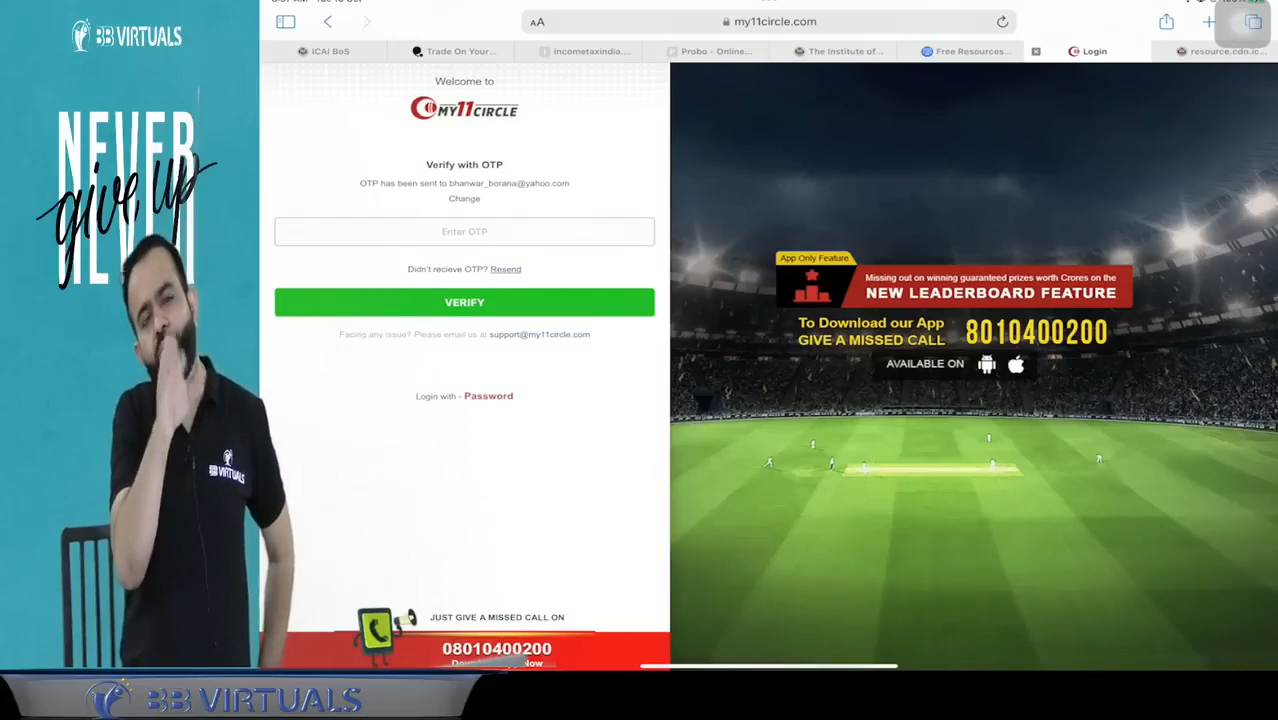 BB VIRTUALS
NEVER
give up
NEVER
BB VIRTUALS
AA
my11circle.com
ICAI BoS
Trade On Your...
incometaxindia....
Probo - Online...
The Institute of...
Free Resources...
Login
resource.cdn.ic...
Welcome to
MY11CIRCLE
Verify with OTP
OTP has been sent to bhanwar_borana@yahoo.com
Change
Enter OTP
Didn't recieve OTP? Resend
VERIFY
Facing any issue? Please email us at support@my11circle.com
Login with - Password
JUST GIVE A MISSED CALL ON
08010400200
App Only Feature
Missing out on winning guaranteed prizes worth Crores on the
NEW LEADERBOARD FEATURE
To Download our App
GIVE A MISSED CALL
8010400200
AVAILABLE ON
BB VIRTUALS